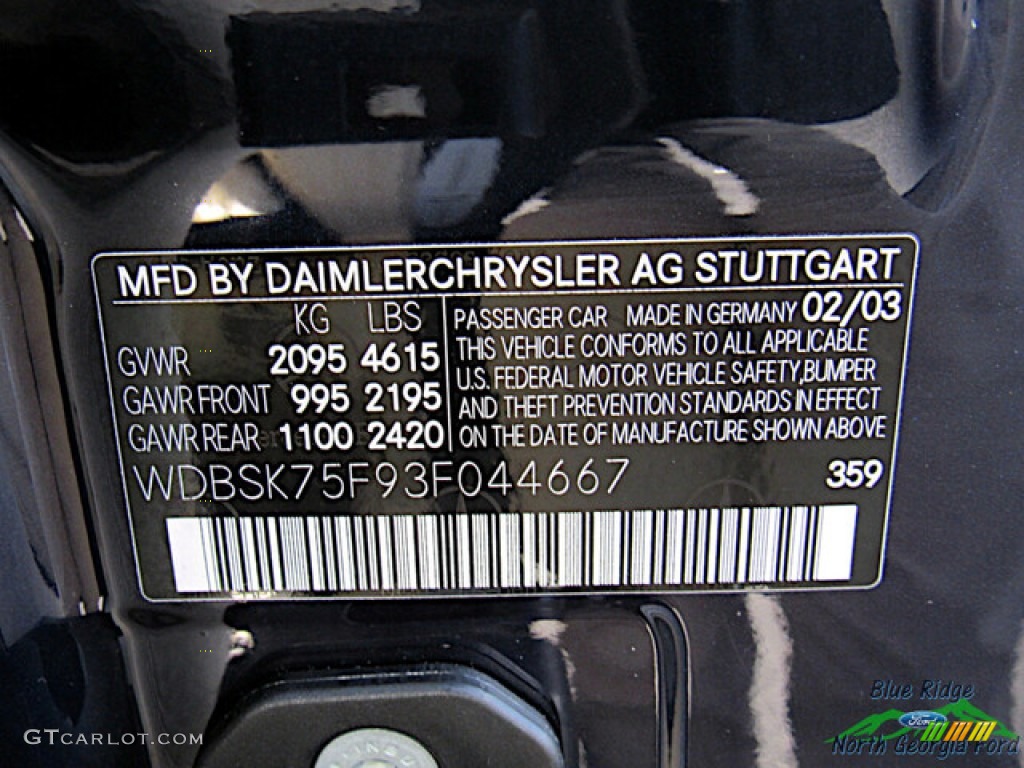 MFD BY DAIMLERCHRYSLER AG STUTTGART
KG LBS
GVWR 2095 4615
GAWR FRONT 995 2195
GAWR REAR 1100 2420
PASSENGER CAR MADE IN GERMANY 02/03
THIS VEHICLE CONFORMS TO ALL APPLICABLE
U.S. FEDERAL MOTOR VEHICLE SAFETY,BUMPER
AND THEFT PREVENTION STANDARDS IN EFFECT
ON THE DATE OF MANUFACTURE SHOWN ABOVE
WDBSK75F93F044667 359
GTCARLOT.COM
Blue Ridge
Ford
North Georgia Ford